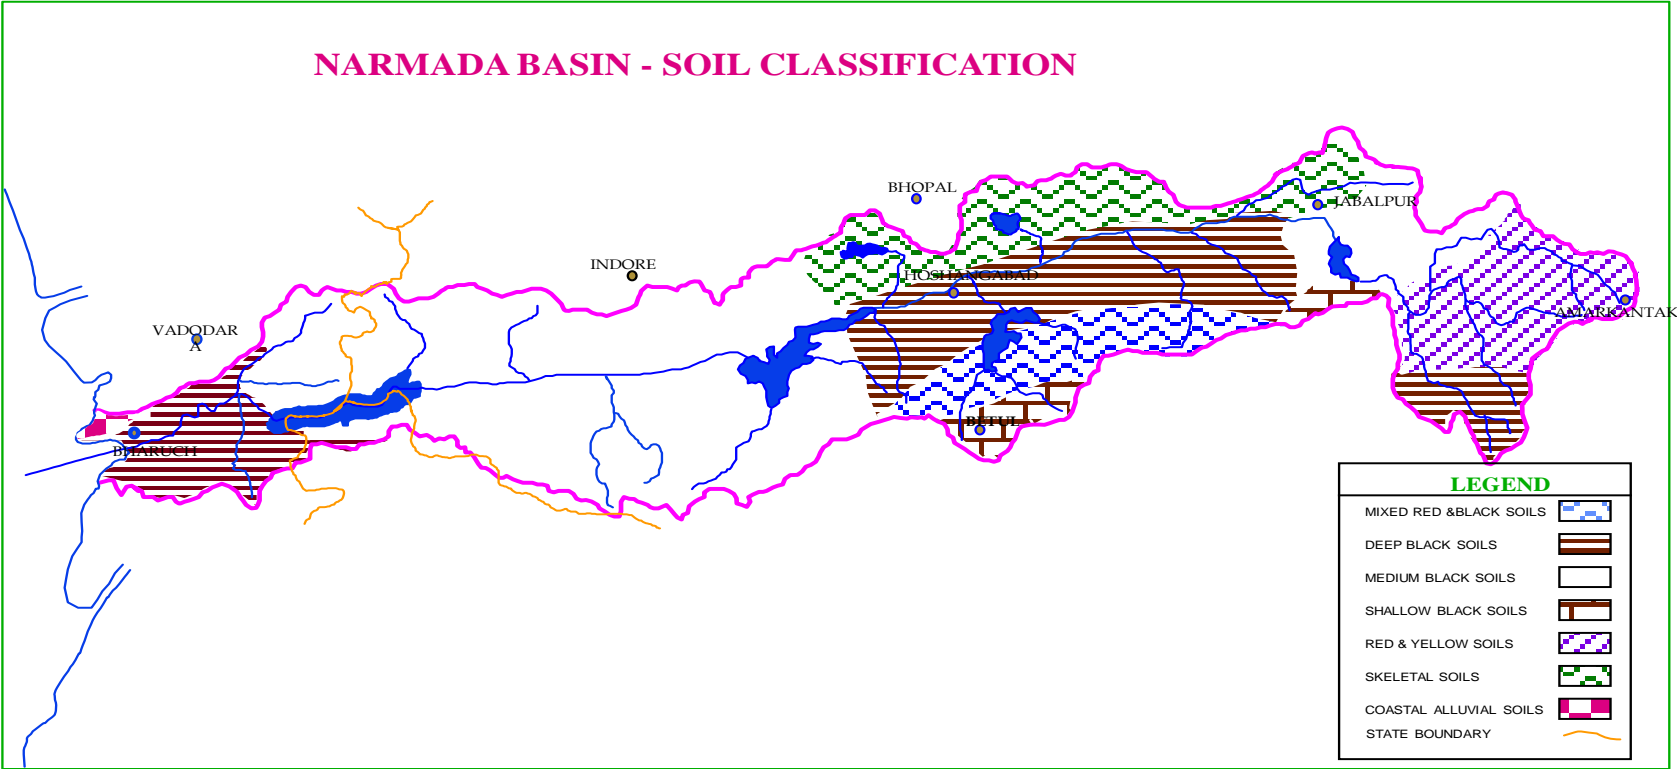 NARMADA BASIN - SOIL CLASSIFICATION
BHOPAL
JABALPUR
INDORE
HOSHANGABAD
AMARKANTAK
VADODAR
A
BETUL
BHARUCH
LEGEND
MIXED RED &BLACK SOILS
DEEP BLACK SOILS
MEDIUM BLACK SOILS
SHALLOW BLACK SOILS
RED & YELLOW SOILS
SKELETAL SOILS
COASTAL ALLUVIAL SOILS
STATE BOUNDARY